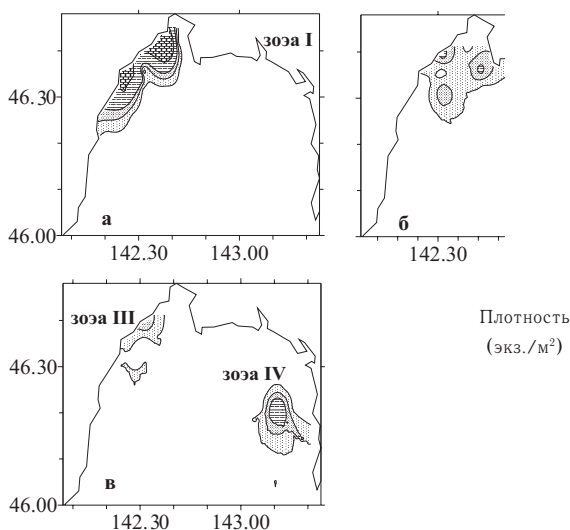 зоэа I
46.30
а
б
46.00
142.30
143.00
142.30
зоэа III
Плотность
(экз./м²)
46.30
зоэа IV
в
46.00
142.30
143.00